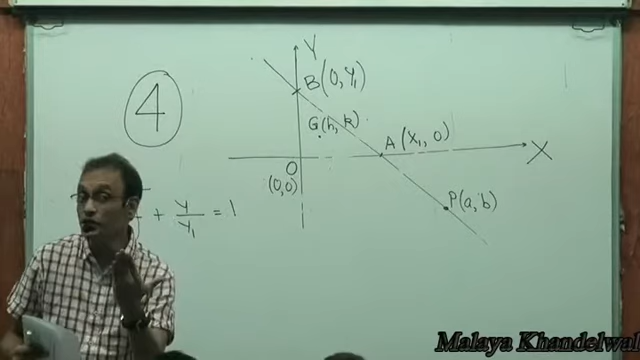 4
Y
B(0, Y₁)
G(h, k)
A(X₁, 0)
X
O
(0,0)
P(a, b)
+ y/Y₁ = 1
Malaya Khandelwal